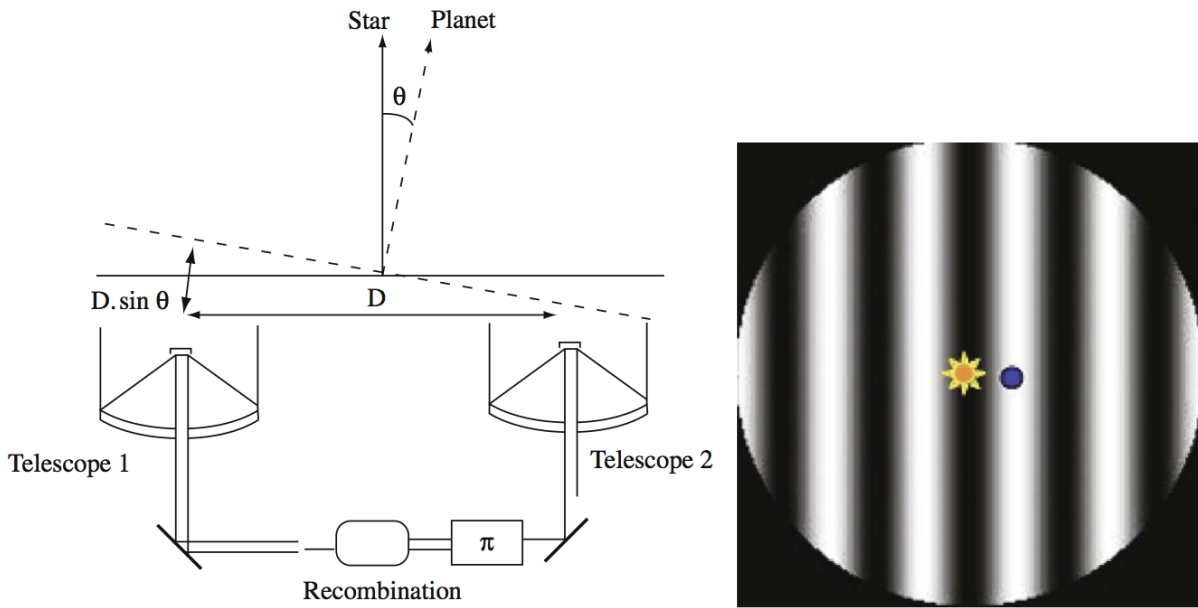 Star Planet
θ
D. sin θ
D
Telescope 1
Telescope 2
π
Recombination